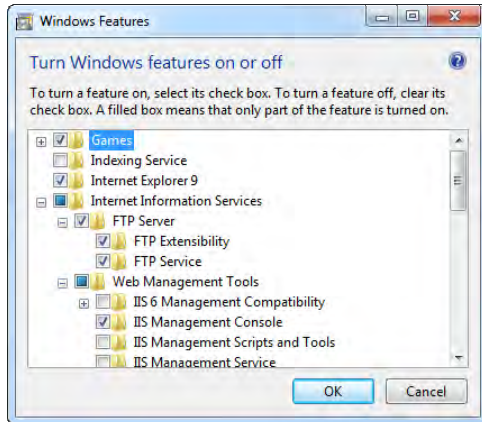 Windows Features
Turn Windows features on or off
To turn a feature on, select its check box. To turn a feature off, clear its
check box. A filled box means that only part of the feature is turned on.
Games
Indexing Service
Internet Explorer 9
Internet Information Services
FTP Server
FTP Extensibility
FTP Service
Web Management Tools
IIS 6 Management Compatibility
IIS Management Console
IIS Management Scripts and Tools
IIS Management Service
OK Cancel